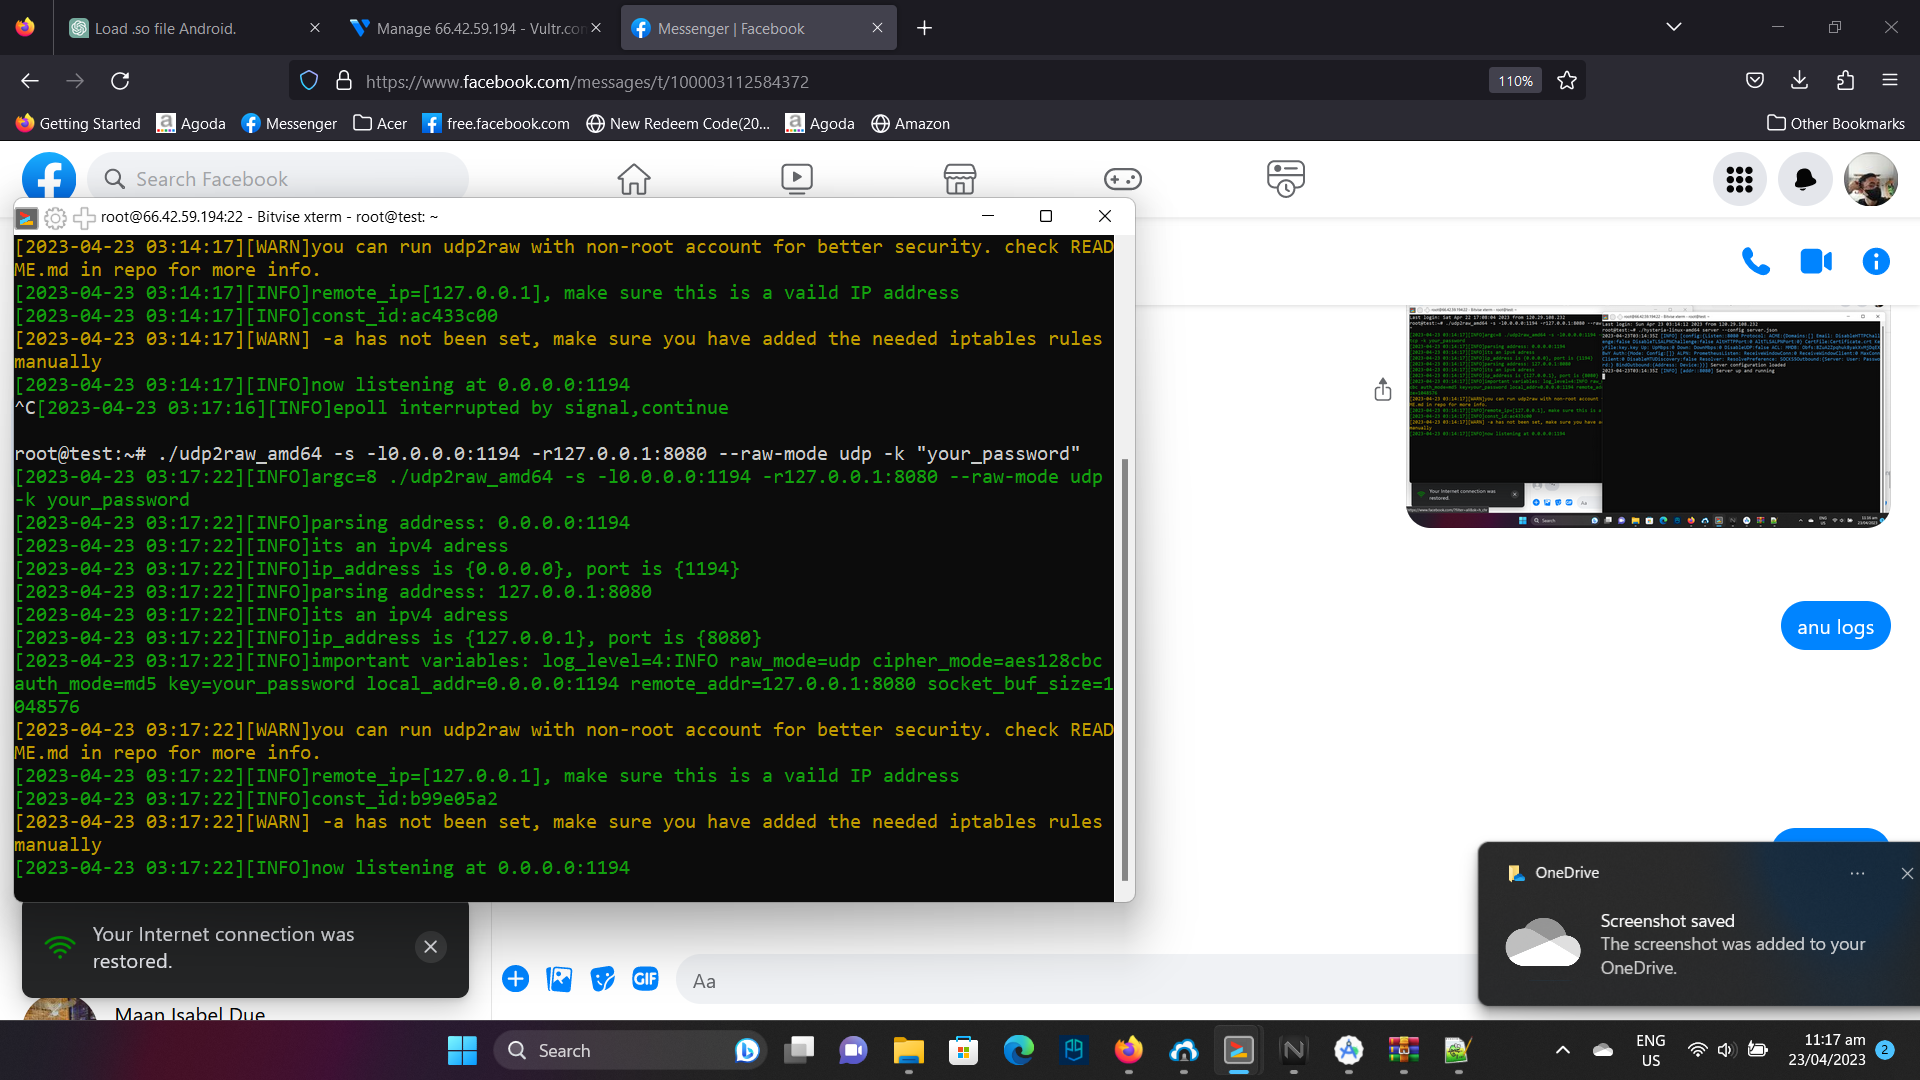 Load .so file Android.
Manage 66.42.59.194 - Vultr.con
Messenger | Facebook
https://www.facebook.com/messages/t/100003112584372
110%
Getting Started
Agoda
Messenger
Acer
free.facebook.com
New Redeem Code(20...
Agoda
Amazon
Other Bookmarks
Search Facebook
root@66.42.59.194:22 - Bitvise xterm - root@test: ~
[2023-04-23 03:14:17][WARN]you can run udp2raw with non-root account for better security. check READ
ME.md in repo for more info.
[2023-04-23 03:14:17][INFO]remote_ip=[127.0.0.1], make sure this is a vaild IP address
[2023-04-23 03:14:17][INFO]const_id:ac433c00
[2023-04-23 03:14:17][WARN] -a has not been set, make sure you have added the needed iptables rules
manually
[2023-04-23 03:14:17][INFO]now listening at 0.0.0.0:1194
^C[2023-04-23 03:17:16][INFO]epoll interrupted by signal,continue
root@test:~# ./udp2raw_amd64 -s -l0.0.0.0:1194 -r127.0.0.1:8080 --raw-mode udp -k "your_password"
[2023-04-23 03:17:22][INFO]argc=8 ./udp2raw_amd64 -s -l0.0.0.0:1194 -r127.0.0.1:8080 --raw-mode udp
-k your_password
[2023-04-23 03:17:22][INFO]parsing address: 0.0.0.0:1194
[2023-04-23 03:17:22][INFO]its an ipv4 adress
[2023-04-23 03:17:22][INFO]ip_address is {0.0.0.0}, port is {1194}
[2023-04-23 03:17:22][INFO]parsing address: 127.0.0.1:8080
[2023-04-23 03:17:22][INFO]its an ipv4 adress
[2023-04-23 03:17:22][INFO]ip_address is {127.0.0.1}, port is {8080}
[2023-04-23 03:17:22][INFO]important variables: log_level=4:INFO raw_mode=udp cipher_mode=aes128cbc
auth_mode=md5 key=your_password local_addr=0.0.0.0:1194 remote_addr=127.0.0.1:8080 socket_buf_size=1
048576
[2023-04-23 03:17:22][WARN]you can run udp2raw with non-root account for better security. check READ
ME.md in repo for more info.
[2023-04-23 03:17:22][INFO]remote_ip=[127.0.0.1], make sure this is a vaild IP address
[2023-04-23 03:17:22][INFO]const_id:b99e05a2
[2023-04-23 03:17:22][WARN] -a has not been set, make sure you have added the needed iptables rules
manually
[2023-04-23 03:17:22][INFO]now listening at 0.0.0.0:1194
anu logs
Your Internet connection was
restored.
Maan Isabel Due
GIF
Aa
OneDrive
Screenshot saved
The screenshot was added to your
OneDrive.
Search
ENG
US
11:17 am
23/04/2023
2